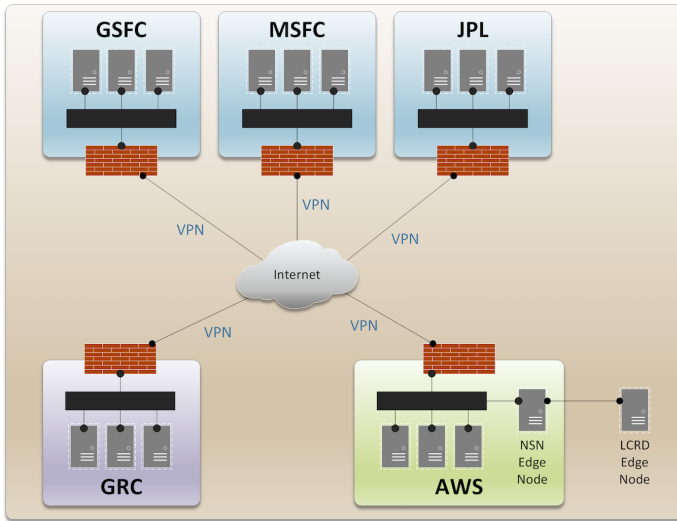 GSFC
MSFC
JPL
VPN
VPN
VPN
Internet
VPN
VPN
NSN
Edge
Node
LCRD
Edge
Node
GRC
AWS